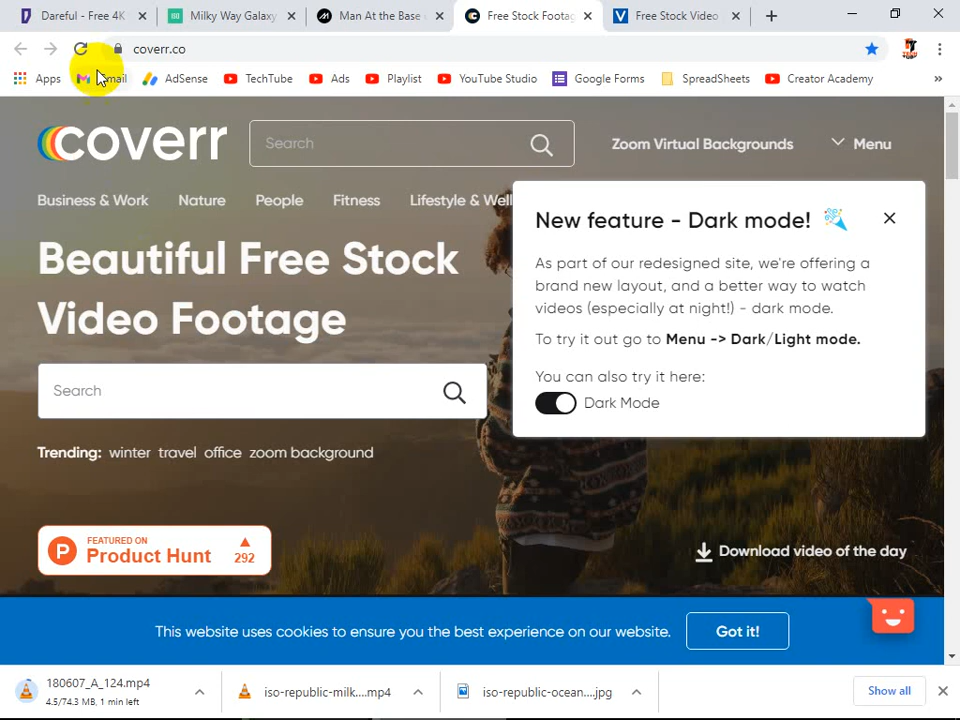 Dareful - Free 4K
Milky Way Galaxy
Man At the Base
Free Stock Footag
Free Stock Video
coverr.co
Apps
Gmail
AdSense
TechTube
Ads
Playlist
YouTube Studio
Google Forms
SpreadSheets
Creator Academy
»
coverr
Search
Zoom Virtual Backgrounds
Menu
Business & Work
Nature
People
Fitness
Lifestyle & Well
New feature - Dark mode!
As part of our redesigned site, we're offering a
brand new layout, and a better way to watch
videos (especially at night!) - dark mode.
To try it out go to Menu -> Dark/Light mode.
You can also try it here:
Dark Mode
Beautiful Free Stock
Video Footage
Search
Trending: winter travel office zoom background
P
FEATURED ON
Product Hunt
292
Download video of the day
This website uses cookies to ensure you the best experience on our website.
Got it!
180607_A_124.mp4
4.5/74.3 MB, 1 min left
iso-republic-milk....mp4
iso-republic-ocean....jpg
Show all